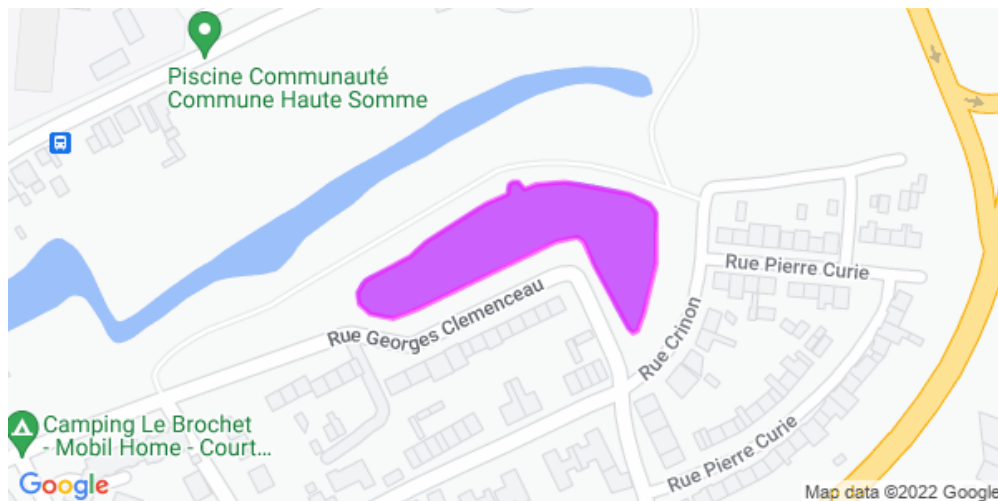 Piscine Communauté
Commune Haute Somme
Rue Pierre Curie
Rue Georges Clemenceau
Rue Crinon
Camping Le Brochet
- Mobil Home - Court...
Rue Pierre Curie
Google
Map data ©2022 Google